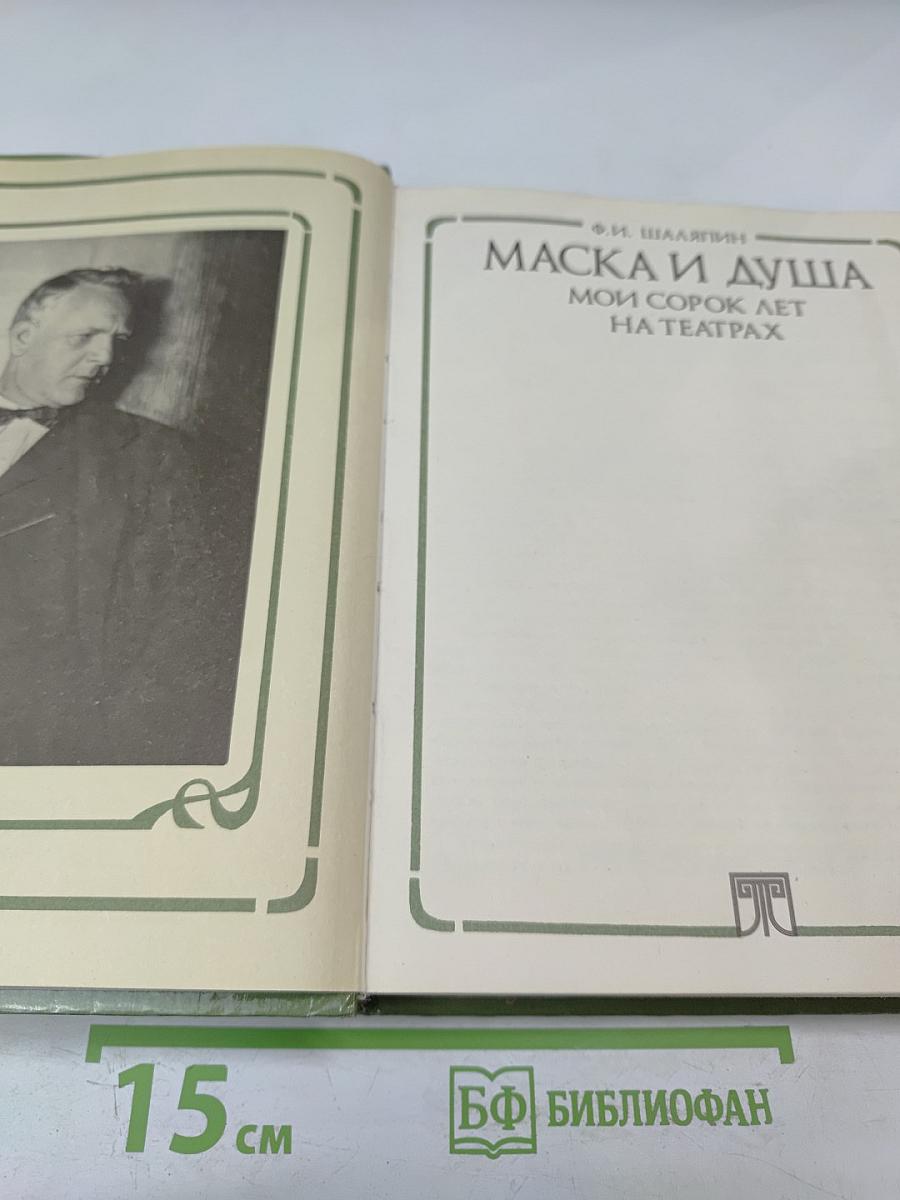 Ф.И. ШАЛЯПИН
МАСКА И ДУША
МОИ СОРОК ЛЕТ
НА ТЕАТРАХ
15 см
БФ БИБЛИОФАН